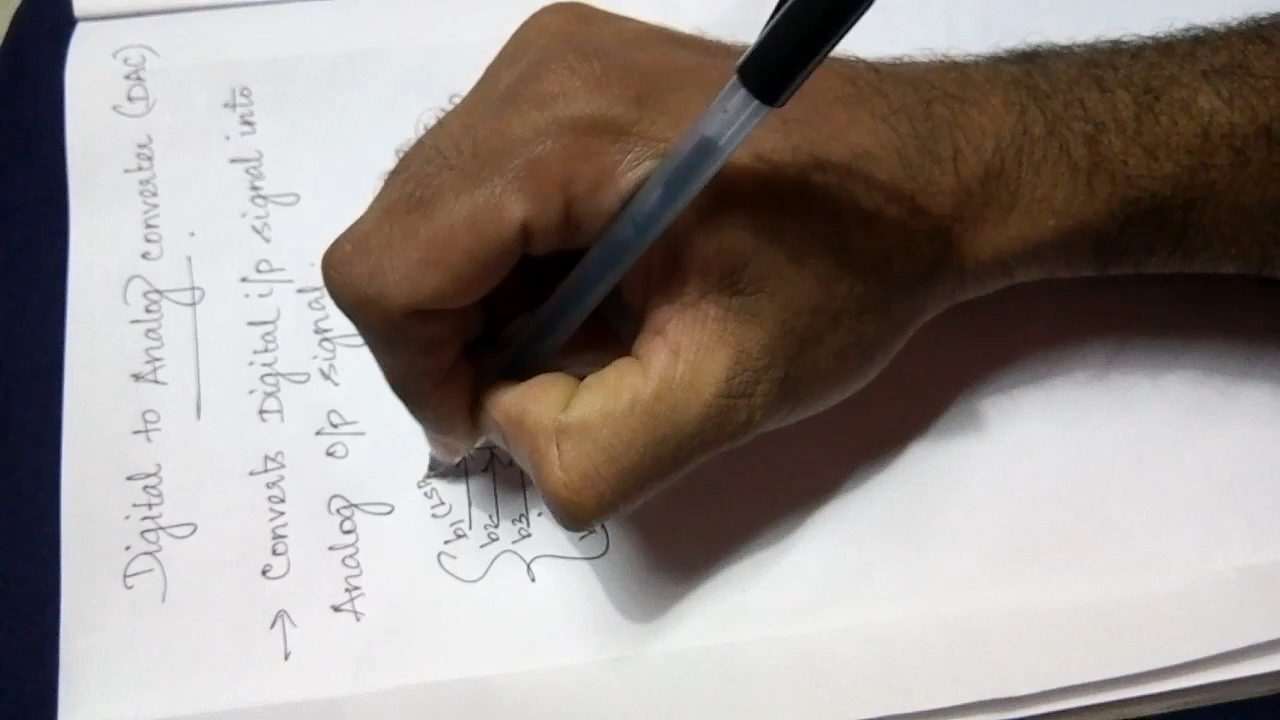 Digital to Analog converter (DAC)
→ Converts Digital i/p signal into
Analog o/p signal.
b1 (LSB
b2
b3